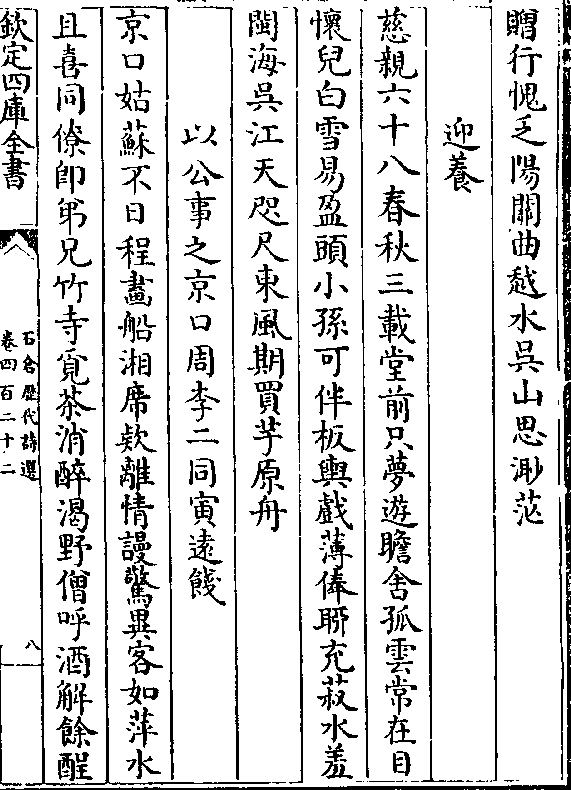 贈行愧乏陽關曲越水吳山思渺茫
迎養
慈親六十八春秋三載堂前只夢遊瞻舍孤雲常在目
懷兒白雪易盈頭小孫可伴板輿戲薄俸聊充菽水羞
閩海吳江天咫尺東風期買芋原舟
以公事之京口周李二同寅遠餞
京口姑蘇不日程畫船湘席欵離情謾驚異客如萍水
且喜同僚即弟兄竹寺覓茶消醉渴野僧呼酒解餘酲
欽定四庫全書
石倉歴代詩選
卷四百二十二
八